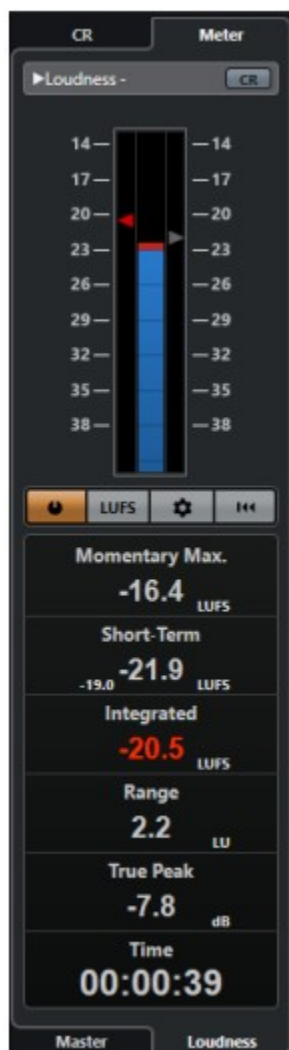 CR Meter
▶Loudness - CR
14— —14
17— —17
20— —20
23— —23
26— —26
29— —29
32— —32
35— —35
38— —38
LUFS
Momentary Max.
-16.4 LUFS
Short-Term
-19.0 -21.9 LUFS
Integrated
-20.5 LUFS
Range
2.2 LU
True Peak
-7.8 dB
Time
00:00:39
Master Loudness